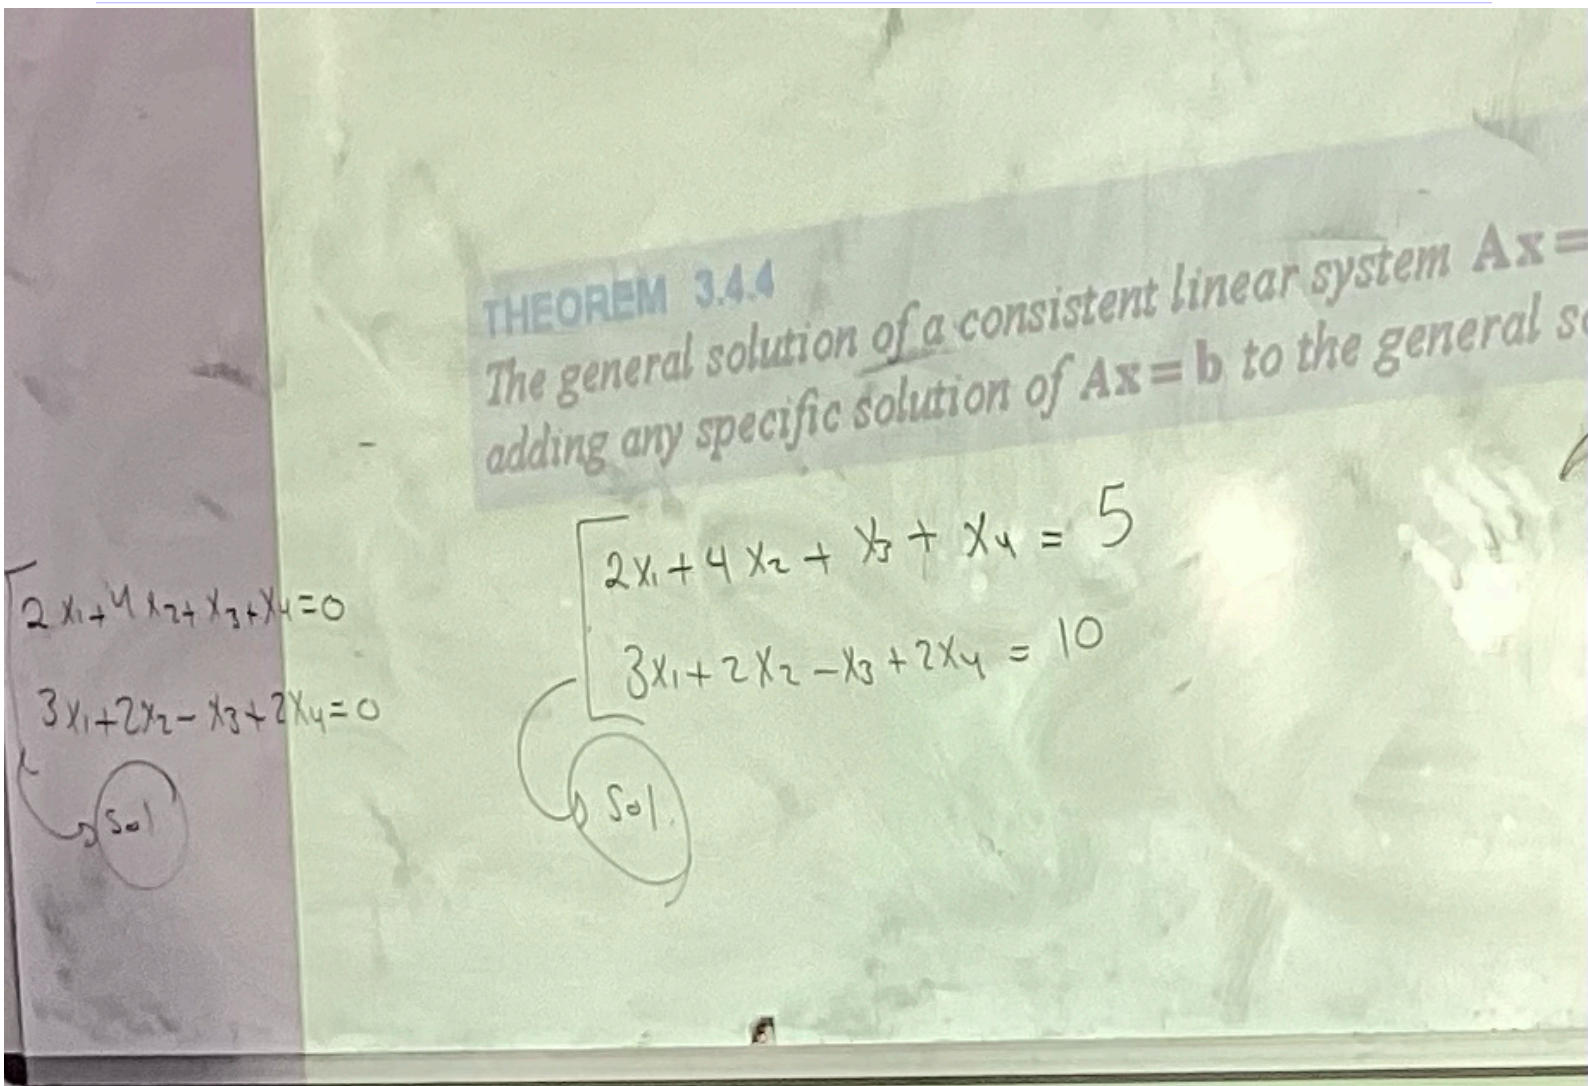 THEOREM 3.4.4
The general solution of a consistent linear system Ax=
adding any specific solution of Ax=b to the general s
2x₁+4x₂+x₃+x₄=0
3x₁+2x₂-x₃+2x₄=0
Sol
2x₁+4x₂+x₃+x₄=5
3x₁+2x₂-x₃+2x₄=10
Sol.